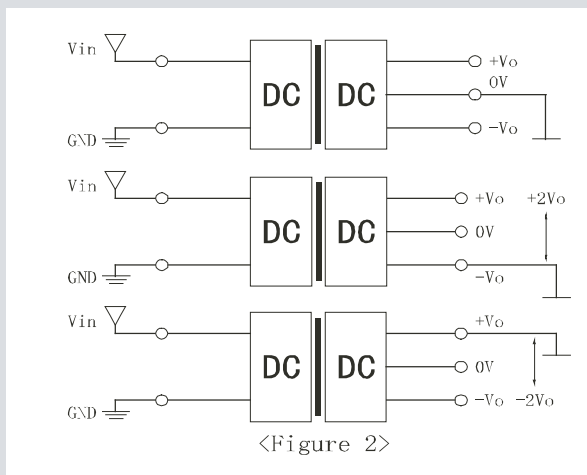 Vin DC DC +Vo
0V
GND -Vo
Vin DC DC +Vo +2Vo
0V
GND -Vo
Vin DC DC +Vo
0V
GND -Vo -2Vo
<Figure 2>